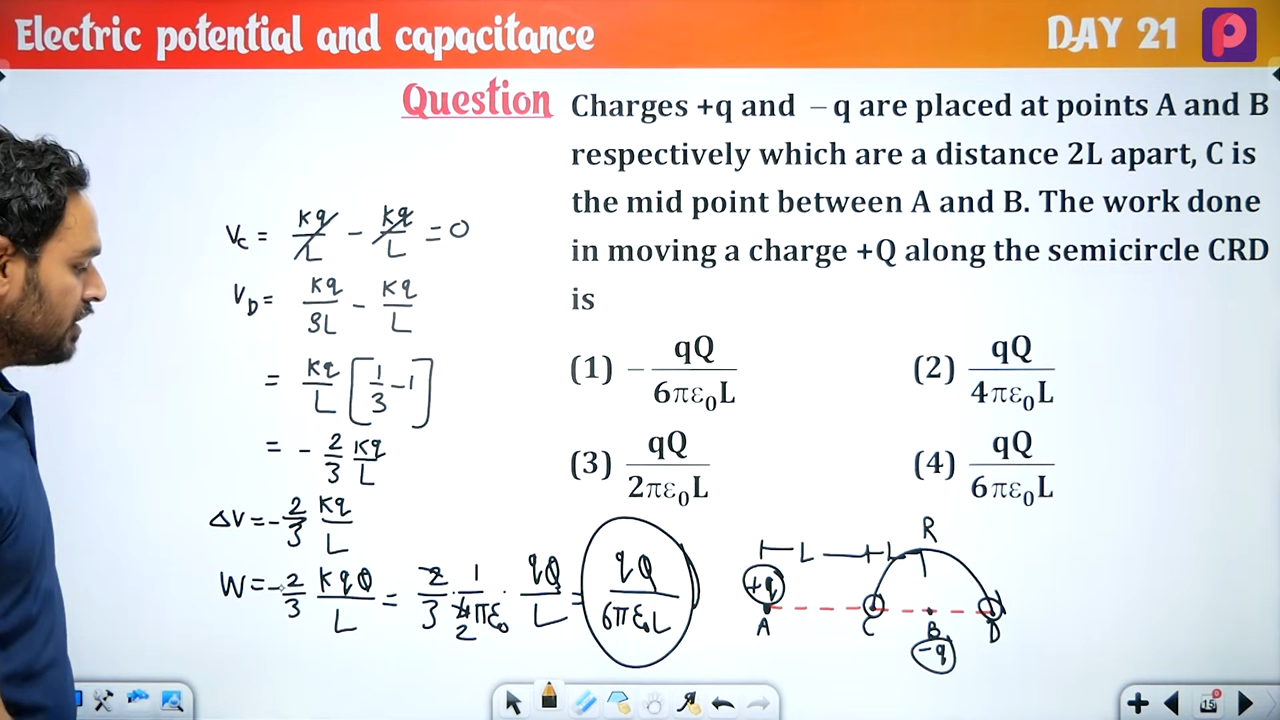 Electric potential and capacitance
DAY 21
Question
Charges +q and – q are placed at points A and B
respectively which are a distance 2L apart, C is
the mid point between A and B. The work done
in moving a charge +Q along the semicircle CRD
is
(1) – qQ / 6πε₀L
(2) qQ / 4πε₀L
(3) qQ / 2πε₀L
(4) qQ / 6πε₀L
V_C = Kq/L – Kq/L = 0
V_D = Kq/3L – Kq/L
= Kq/L [1/3 – 1]
= – 2/3 Kq/L
ΔV = – 2/3 Kq/L
W = – 2/3 KqQ/L = 2/3 · 1/4πε₀ · qQ/L = qQ/6πε₀L
2
R
L L
+q
A C B D
–q
15